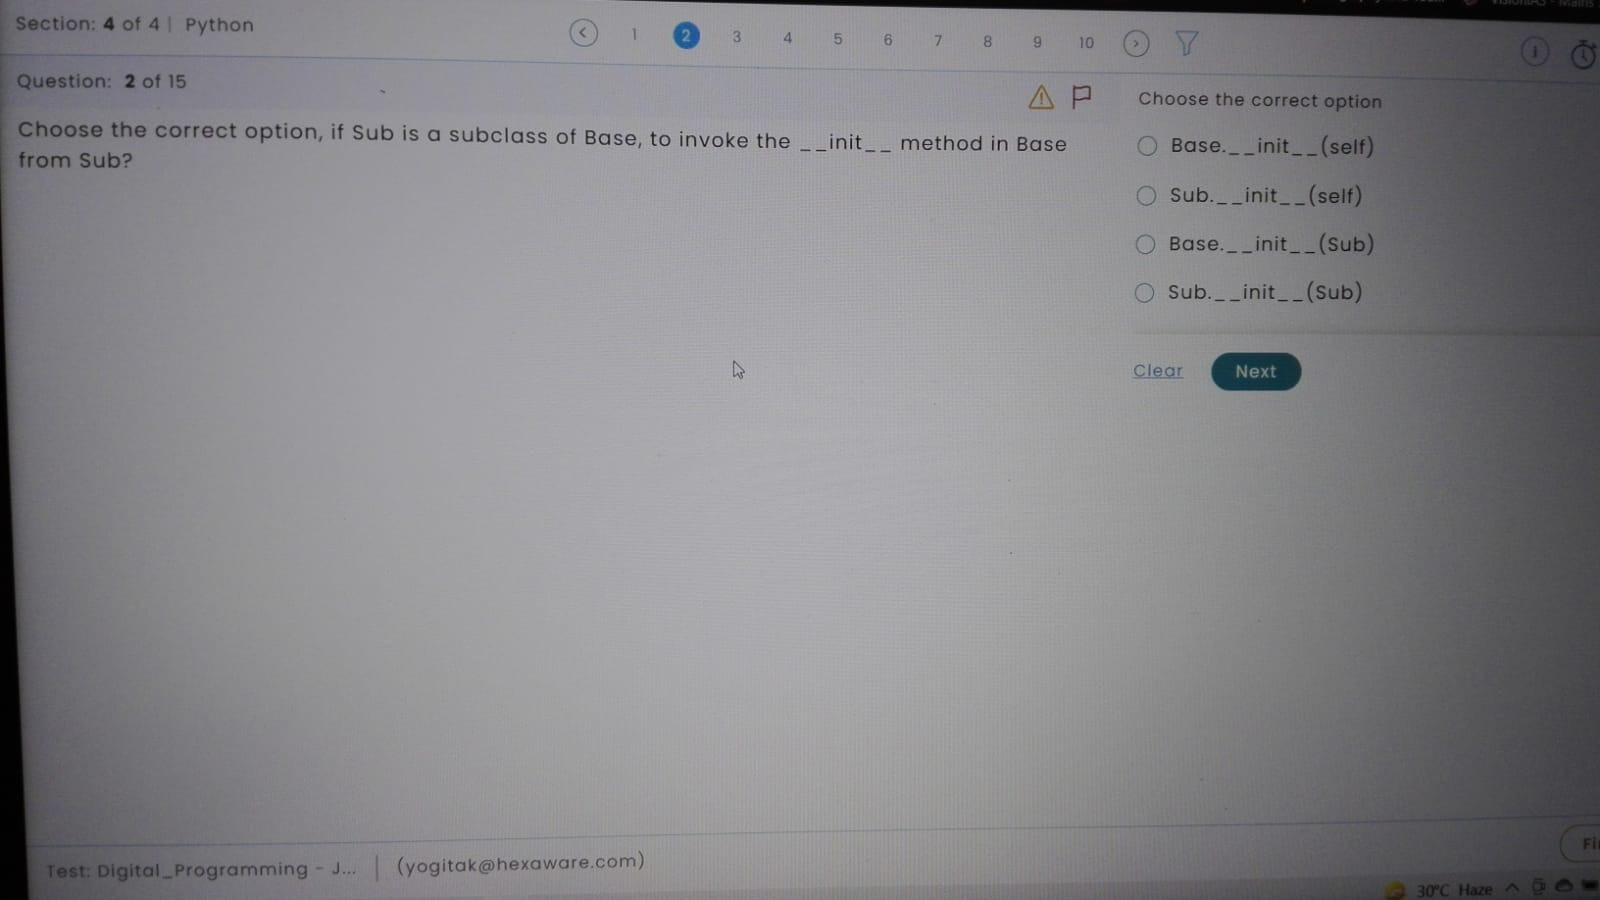 Section: 4 of 4 | Python
1 2 3 4 5 6 7 8 9 10
Question: 2 of 15
Choose the correct option, if Sub is a subclass of Base, to invoke the __init__ method in Base
from Sub?
Choose the correct option
Base.__init__(self)
Sub.__init__(self)
Base.__init__(Sub)
Sub.__init__(Sub)
Clear
Next
Test: Digital_Programming - J... | (yogitak@hexaware.com)
30°C Haze